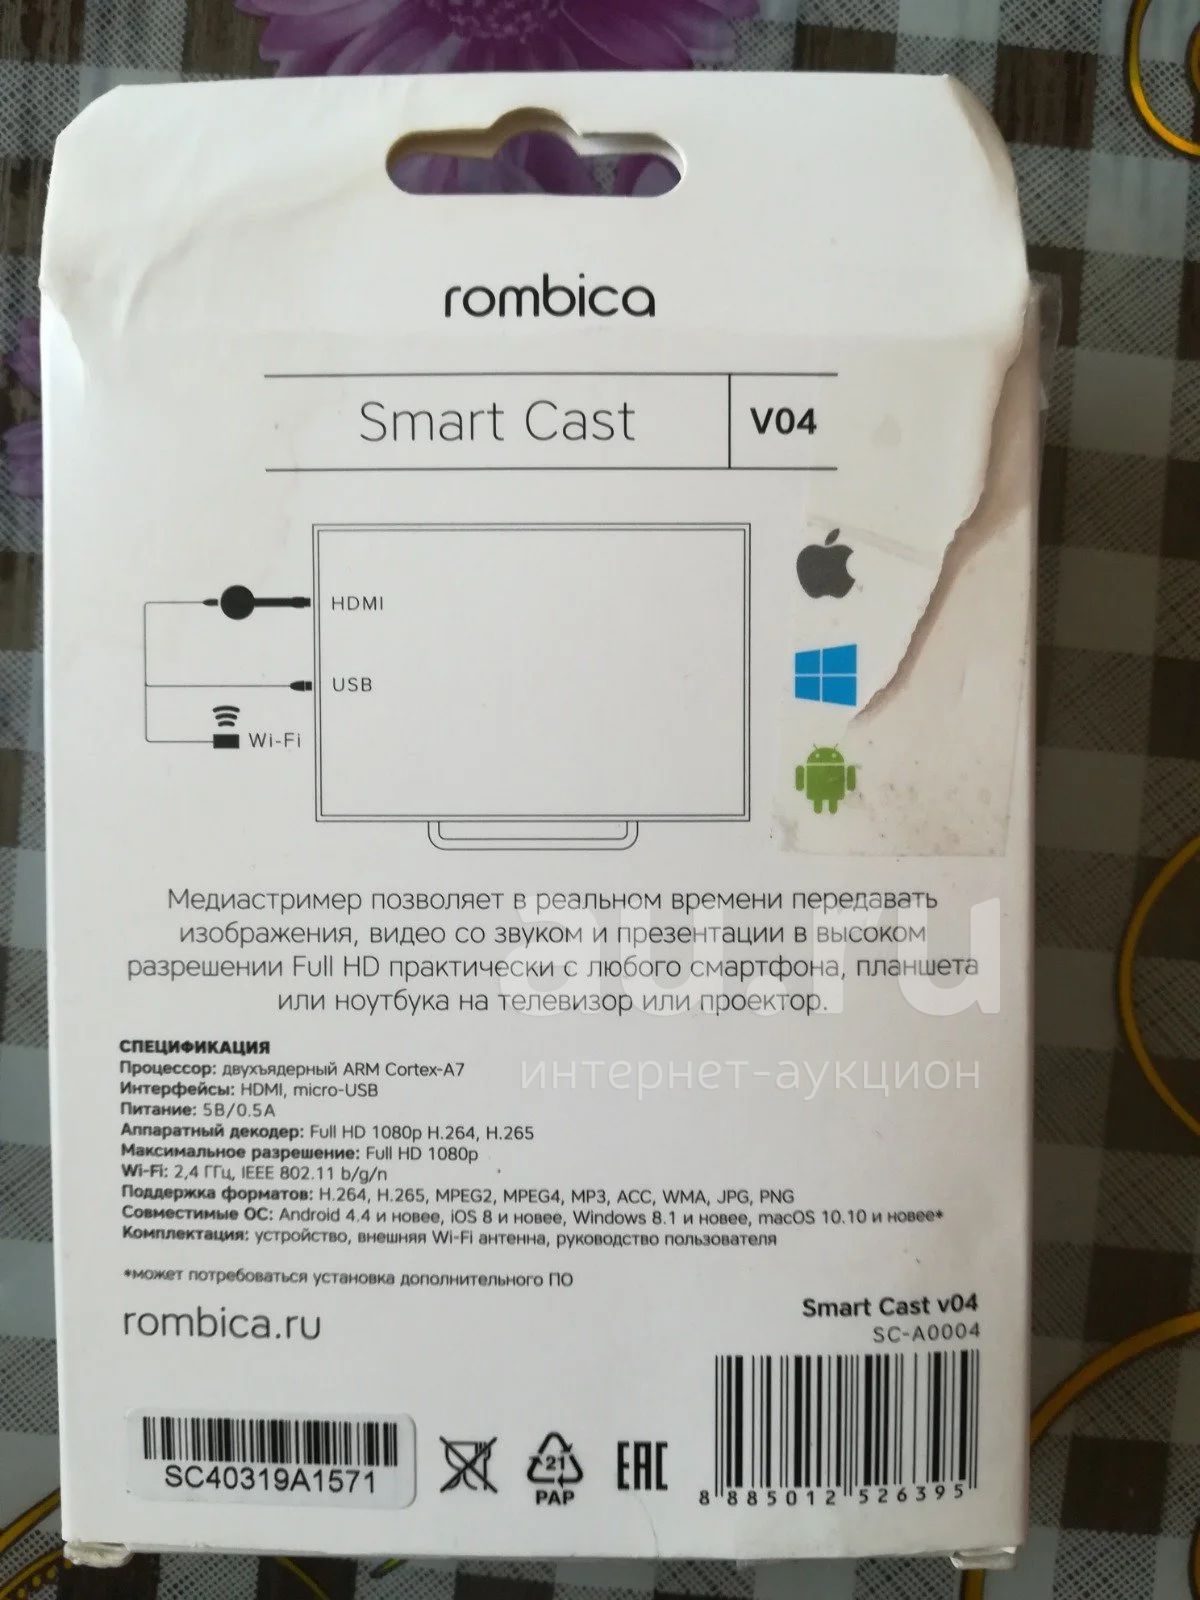 rombica
Smart Cast V04
HDMI
USB
Wi-Fi
Медиастример позволяет в реальном времени передавать
изображения, видео со звуком и презентации в высоком
разрешении Full HD практически с любого смартфона, планшета
или ноутбука на телевизор или проектор.
au.ru
интернет-аукцион
СПЕЦИФИКАЦИЯ
Процессор: двухъядерный ARM Cortex-A7
Интерфейсы: HDMI, micro-USB
Питание: 5В/0.5А
Аппаратный декодер: Full HD 1080p H.264, H.265
Максимальное разрешение: Full HD 1080p
Wi-Fi: 2,4 ГГц, IEEE 802.11 b/g/n
Поддержка форматов: H.264, H.265, MPEG2, MPEG4, MP3, ACC, WMA, JPG, PNG
Совместимые ОС: Android 4.4 и новее, iOS 8 и новее, Windows 8.1 и новее, macOS 10.10 и новее*
Комплектация: устройство, внешняя Wi-Fi антенна, руководство пользователя
*может потребоваться установка дополнительного ПО
rombica.ru
Smart Cast v04
SC-A0004
SC40319A1571
21
PAP
EAC
8 885012 526395